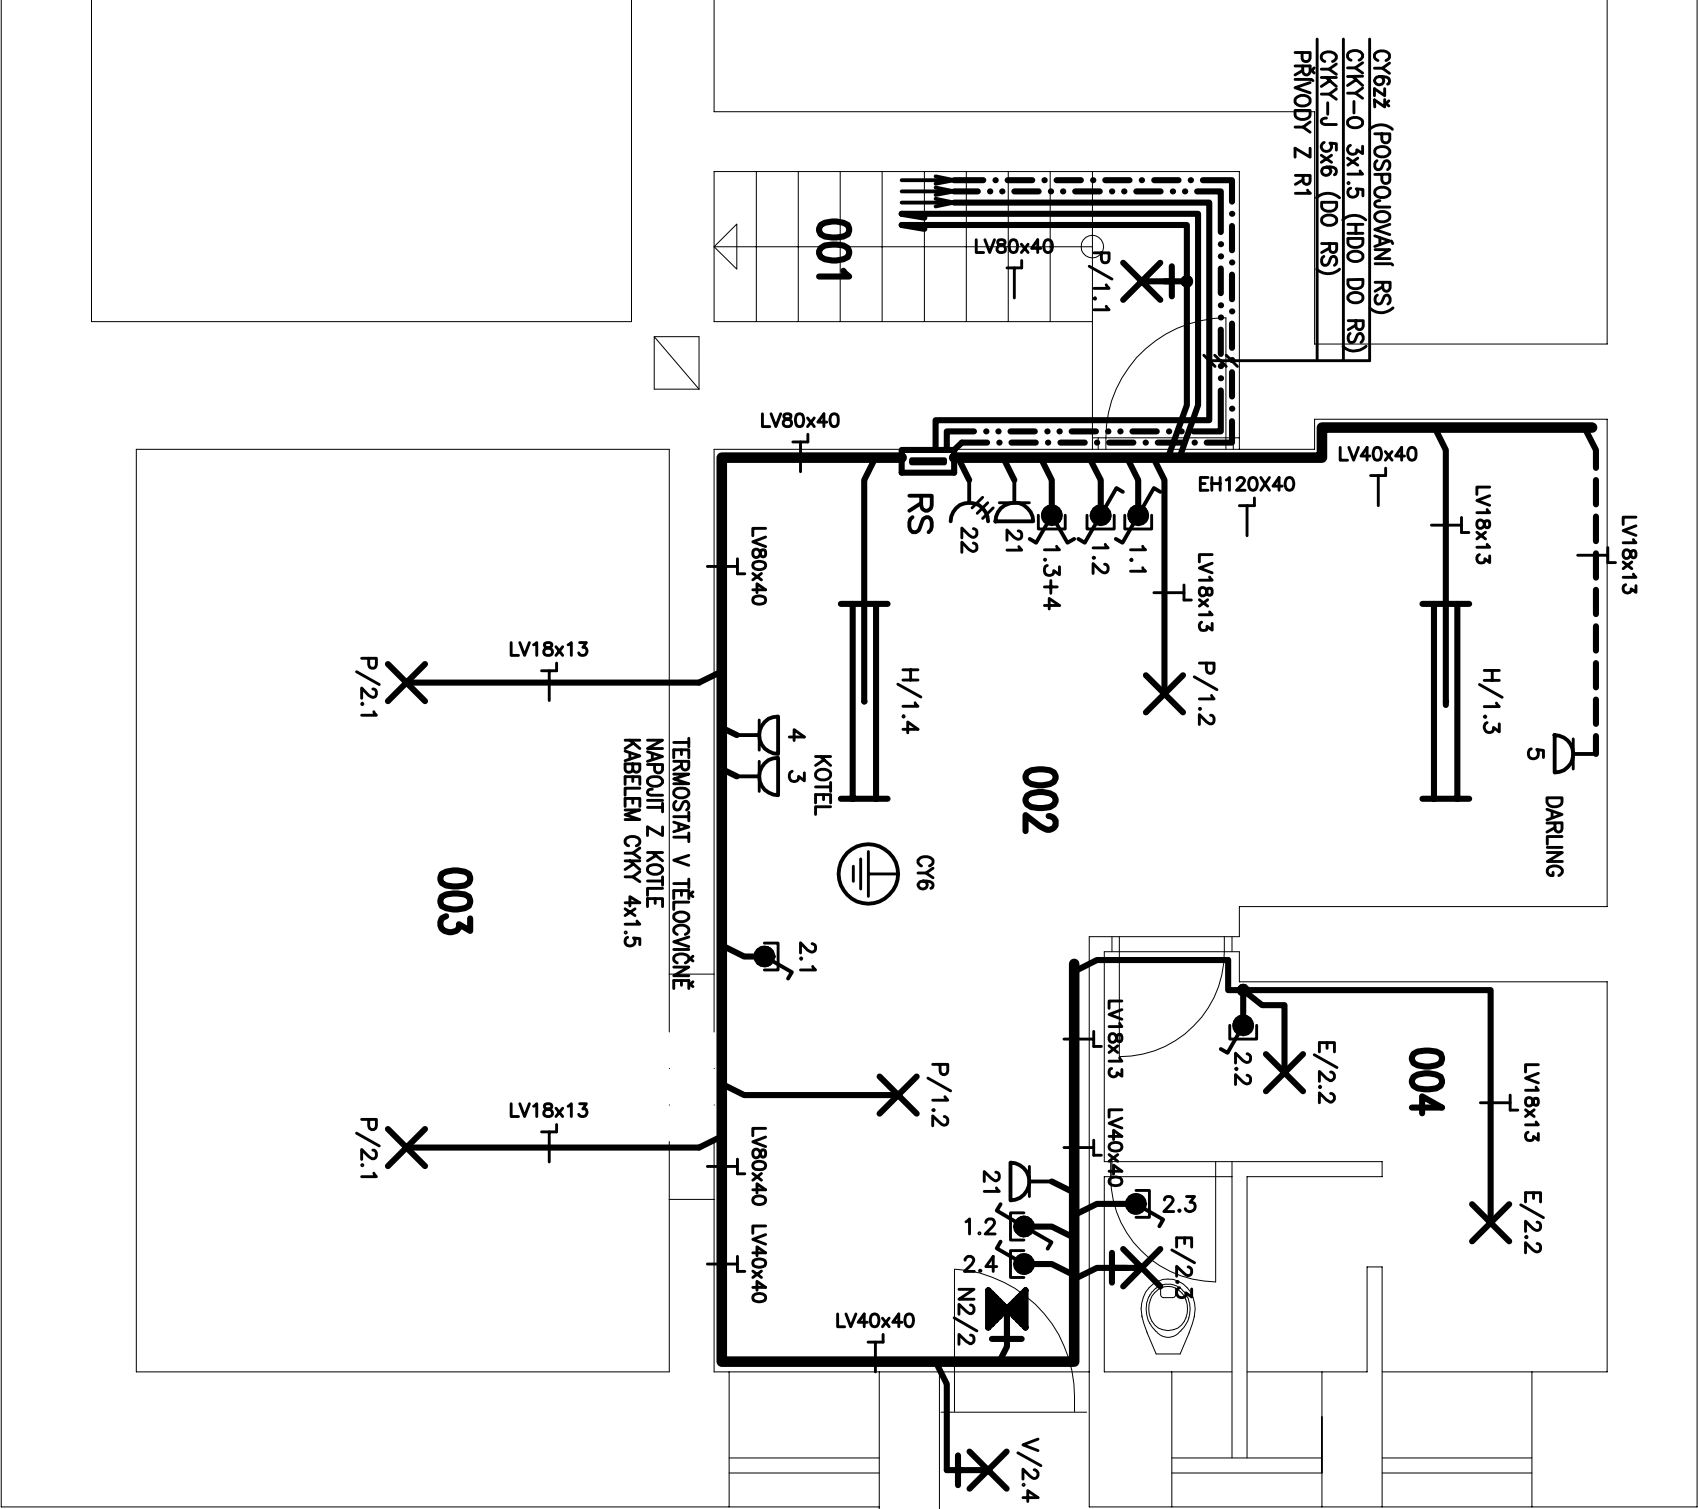 CY6zž (POSPOJOVÁNÍ RS)
CYKY-O 3x1.5 (HDO DO RS)
CYKY-J 5x6 (DO RS)
PŘÍVODY Z R1
001
LV80x40
P/1.1
LV80x40
LV40x40
EH120X40
LV18x13
LV18x13
RS
22
21
1.3+4
1.2
1.1
LV80x40
LV18x13
P/1.2
H/1.4
H/1.3
5
DARLING
LV18x13
P/2.1
4
3
KOTEL
002
TERMOSTAT V TĚLOCVIČNĚ
NAPOJIT Z KOTLE
KABELEM CYKY 4x1.5
003
CY6
2.1
LV18x13
2.2
E/2.2
004
LV18x13
E/2.2
P/1.2
LV18x13
P/2.1
LV80x40
LV40x40
LV40x40
21
1.2
2.4
2.3
E/2.3
N2/2
LV40x40
V/2.4